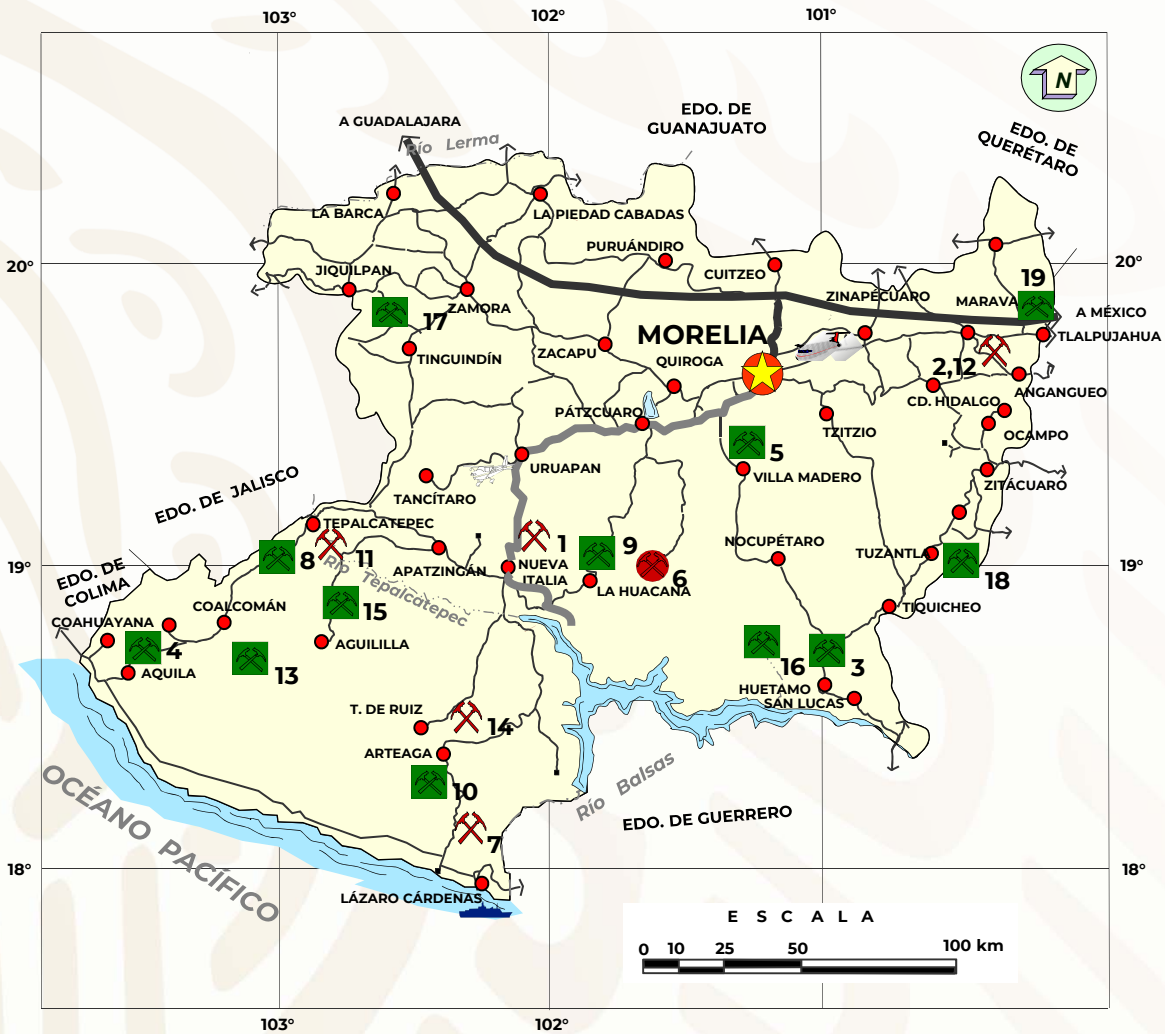 103°
102°
101°
N
A GUADALAJARA
Río Lerma
EDO. DE
GUANAJUATO
EDO. DE
QUERÉTARO
LA BARCA
LA PIEDAD CABADAS
PURUÁNDIRO
20°
JIQUILPAN
CUITZEO
20°
19
ZAMORA
ZINAPÉCUARO
MARAVA
A MÉXICO
17
MORELIA
TLALPUJAHUA
TINGUINDÍN
ZACAPU
QUIROGA
2,12
CD. HIDALGO
ANGANGUEO
PÁTZCUARO
TZITZIO
OCAMPO
5
URUAPAN
VILLA MADERO
ZITÁCUARO
EDO. DE JALISCO
TANCÍTARO
TEPALCATEPEC
1
9
NOCUPÉTARO
TUZANTLA
11
8
EDO. DE
COLIMA
19°
Río Tepalcatepec
APATZINGÁN
NUEVA
ITALIA
6
LA HUACANA
18
19°
COALCOMÁN
15
TIQUICHEO
COAHUAYANA
4
AGUILILLA
AQUILA
13
16
3
HUETAMO
SAN LUCAS
T. DE RUIZ
14
ARTEAGA
10
Río Balsas
OCÉANO PACÍFICO
EDO. DE GUERRERO
7
18°
18°
LÁZARO CÁRDENAS
E S C A L A
0 10 25 50 100 km
103°
102°